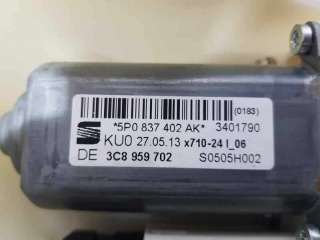 (0183)
*5P0 837 402 AK* 3401790
KU0 27.05.13 x710-24 I_06
DE 3C8 959 702 S0505H002